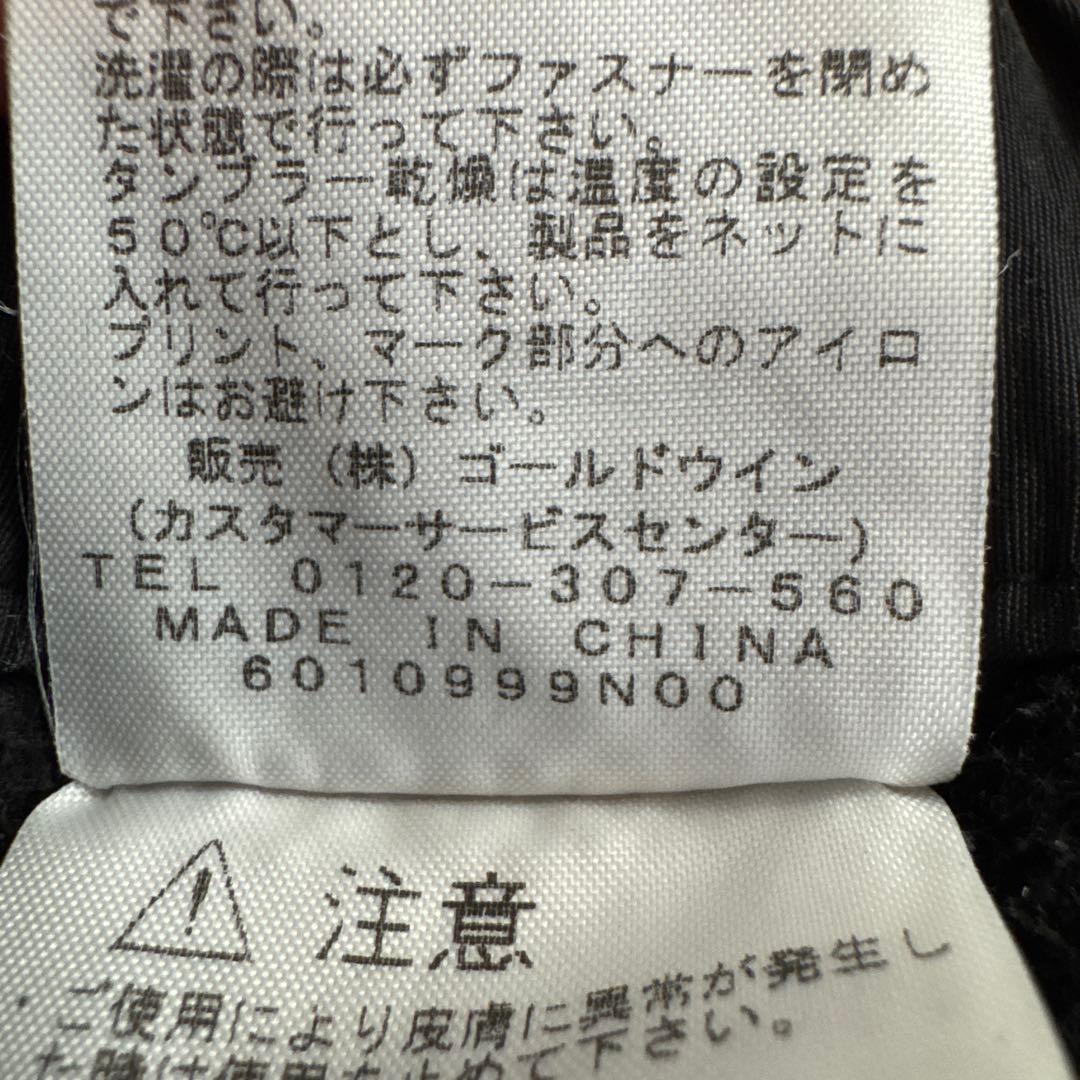 で下さい。
洗濯の際は必ずファスナーを閉め
た状態で行って下さい。
タンブラー乾燥は温度の設定を
50℃以下とし、製品をネットに
入れて行って下さい。
プリント、マーク部分へのアイロ
ンはお避け下さい。
販売（株）ゴールドウイン
（カスタマーサービスセンター）
TEL 0120-307-560
MADE IN CHINA
6010999N00
注意
・ご使用により皮膚に異常が発生し
た時は使用を止めて下さい。